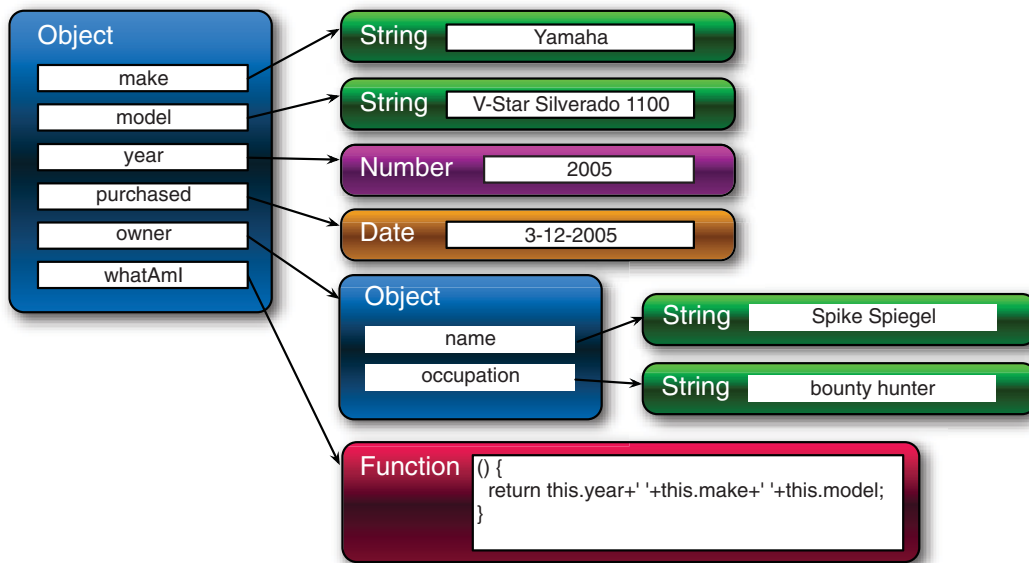 Object
make
model
year
purchased
owner
whatAmI
String Yamaha
String V-Star Silverado 1100
Number 2005
Date 3-12-2005
Object
name
occupation
String Spike Spiegel
String bounty hunter
Function
() {
return this.year+' '+this.make+' '+this.model;
}